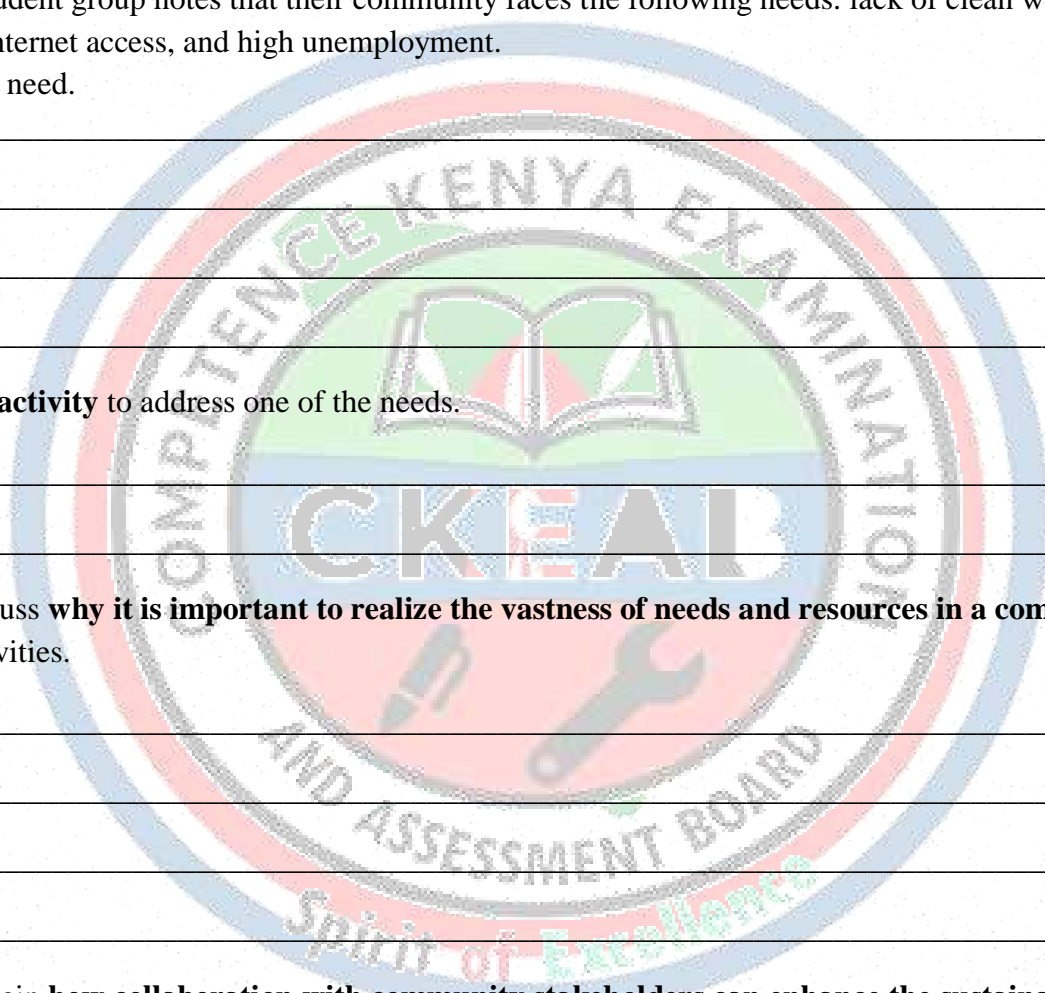 udent group notes that their community faces the following needs: lack of clean w
nternet access, and high unemployment.
need.
activity to address one of the needs.
uss why it is important to realize the vastness of needs and resources in a com
vities.
COMPETENCE KENYA EXAMINATION
CKEAB
AND ASSESSMENT BOARD
Spirit of Excellence
how collaboration with community stakeholders can enhance the sustaina